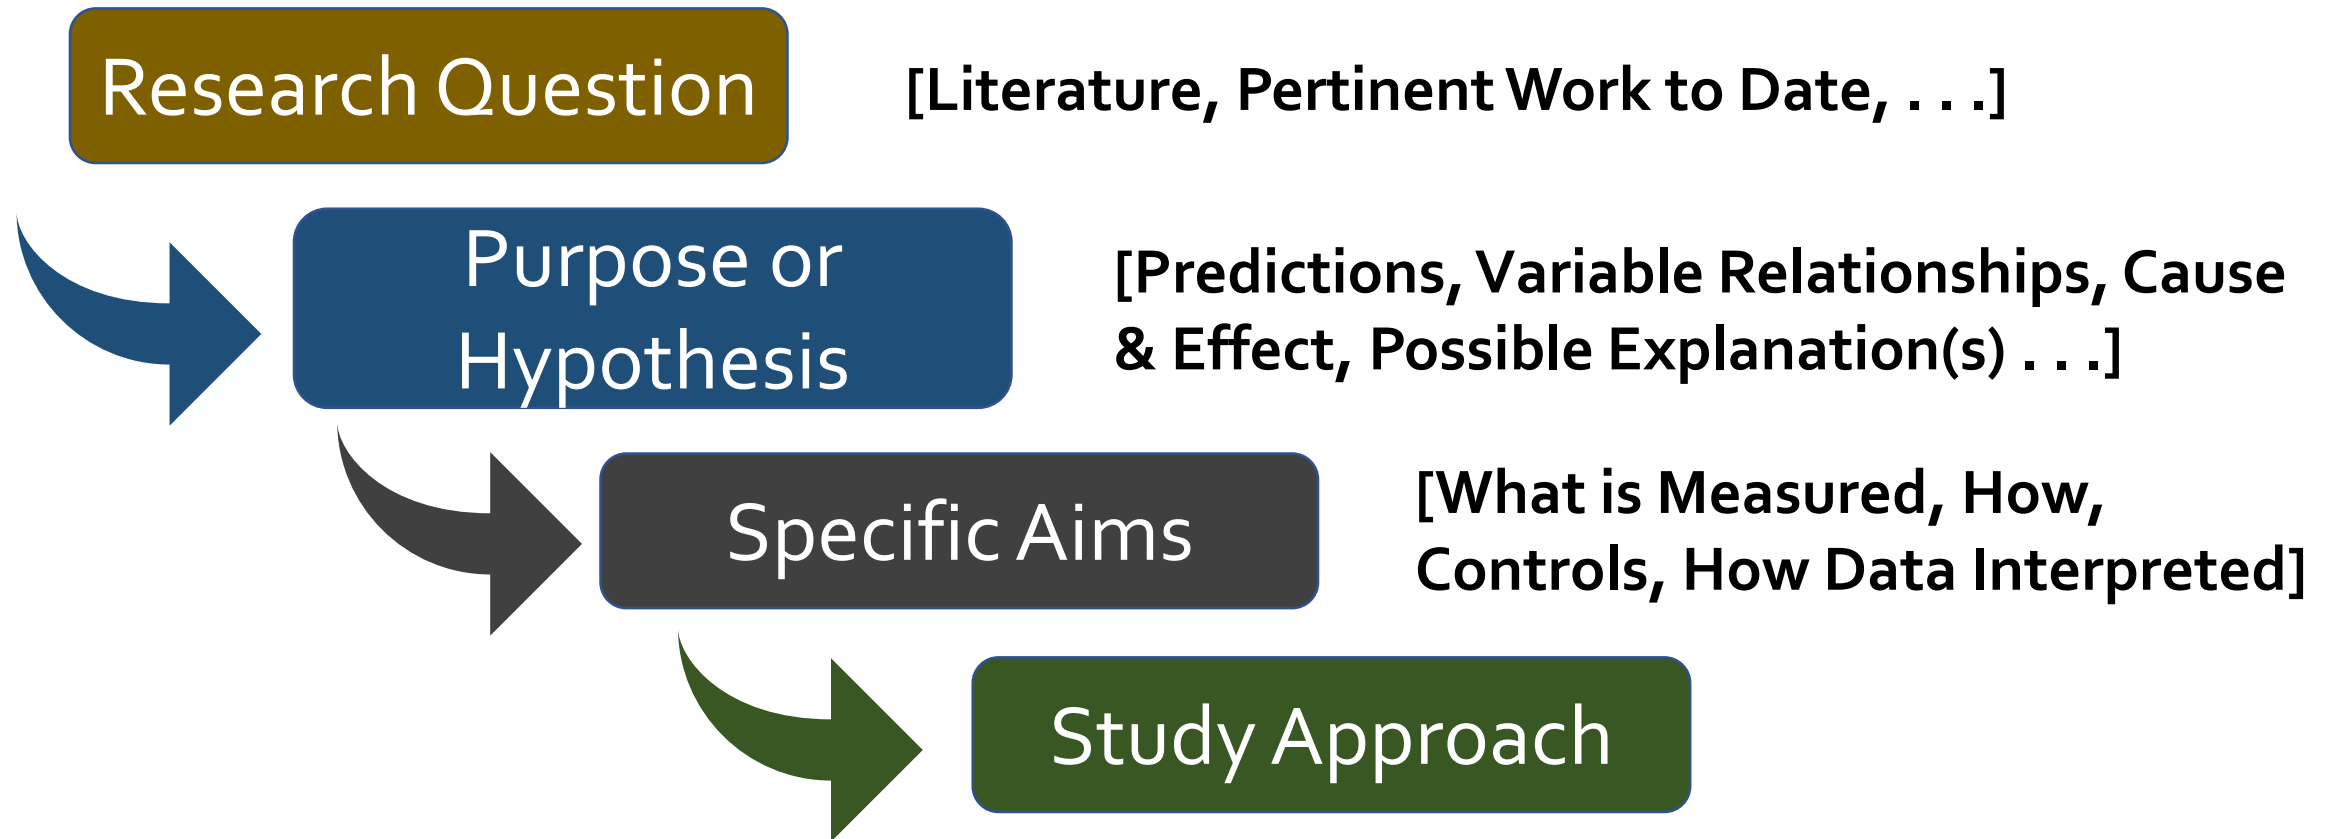 Research Question
[Literature, Pertinent Work to Date, . . .]
Purpose or
Hypothesis
[Predictions, Variable Relationships, Cause
& Effect, Possible Explanation(s) . . .]
Specific Aims
[What is Measured, How,
Controls, How Data Interpreted]
Study Approach